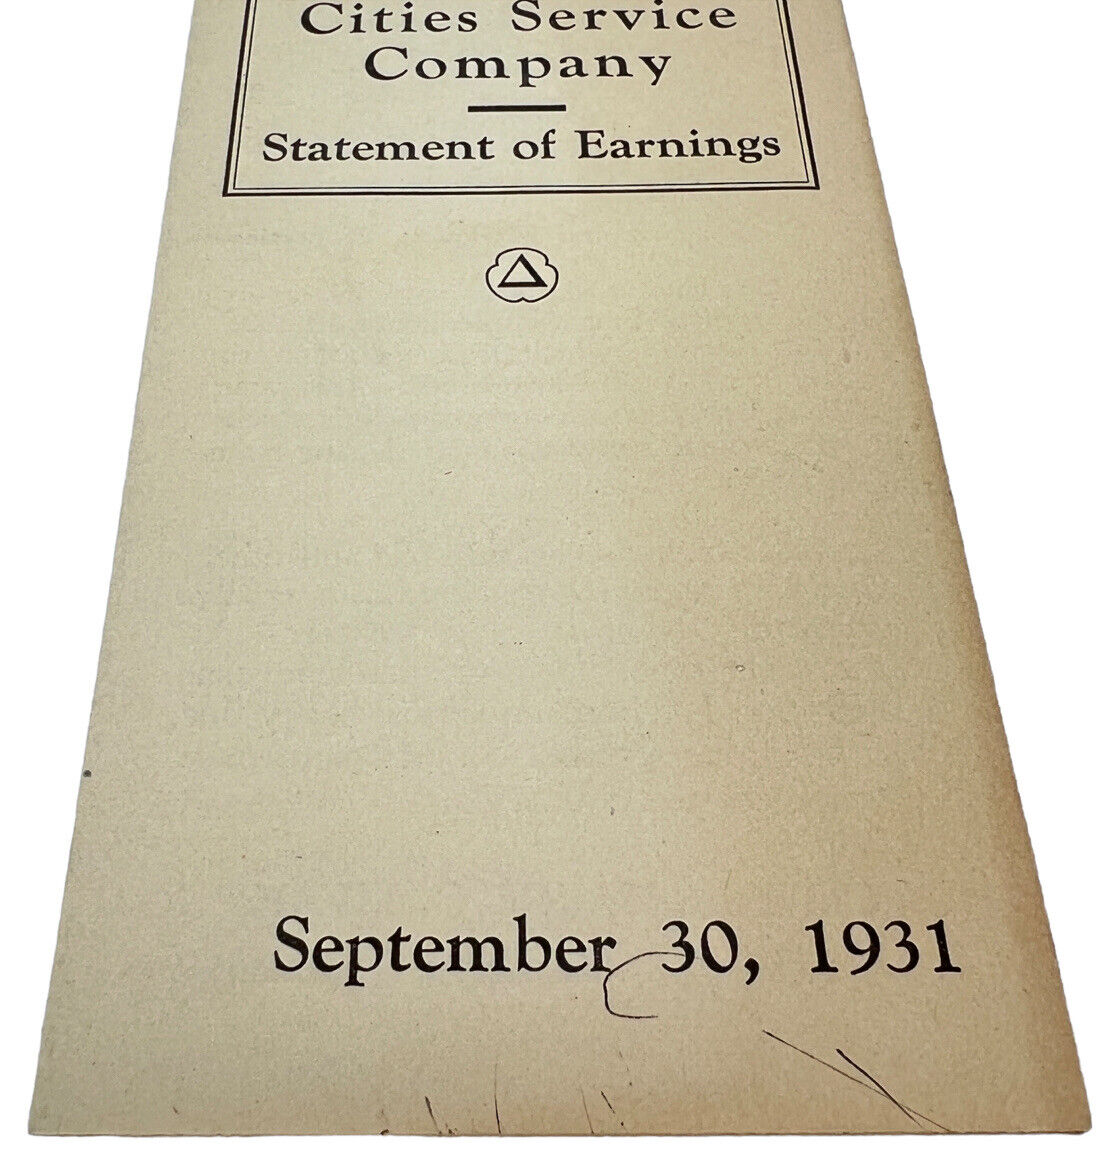 Cities Service
Company
Statement of Earnings
September 30, 1931